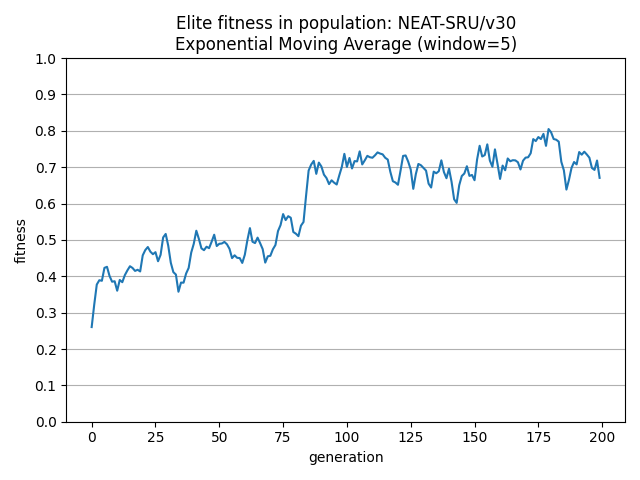 Elite fitness in population: NEAT-SRU/v30
Exponential Moving Average (window=5)
1.0
0.9
0.8
0.7
0.6
0.5
0.4
0.3
0.2
0.1
0.0
fitness
0 25 50 75 100 125 150 175 200
generation